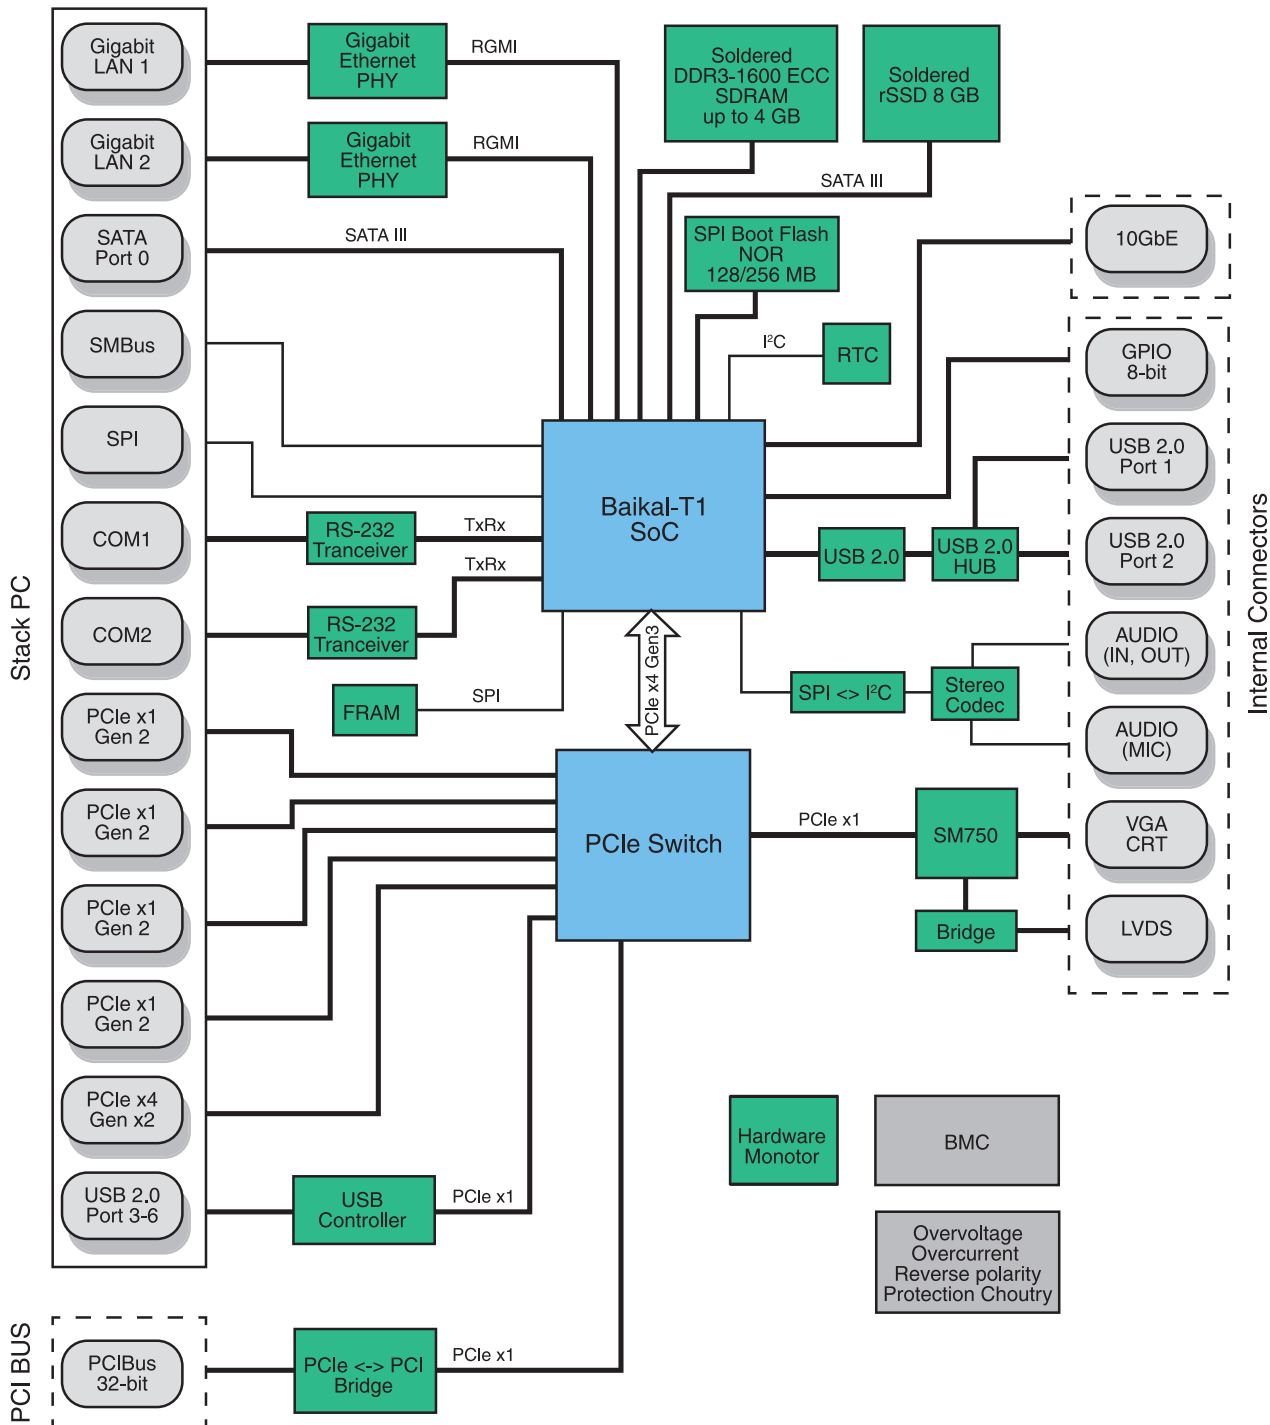 Stack PC
Gigabit
LAN 1
Gigabit
LAN 2
SATA
Port 0
SMBus
SPI
COM1
COM2
PCIe x1
Gen 2
PCIe x1
Gen 2
PCIe x1
Gen 2
PCIe x1
Gen 2
PCIe x4
Gen x2
USB 2.0
Port 3-6
PCI BUS
PCIBus
32-bit
Gigabit
Ethernet
PHY
RGMI
Gigabit
Ethernet
PHY
RGMI
SATA III
RS-232
Tranceiver
TxRx
RS-232
Tranceiver
TxRx
FRAM
SPI
USB
Controller
PCIe x1
PCIe <-> PCI
Bridge
PCIe x1
Soldered
DDR3-1600 ECC
SDRAM
up to 4 GB
Soldered
rSSD 8 GB
SATA III
SPI Boot Flash
NOR
128/256 MB
I²C
RTC
Baikal-T1
SoC
PCIe x4 Gen3
PCIe Switch
USB 2.0
USB 2.0
HUB
SPI <> I²C
Stereo
Codec
PCIe x1
SM750
Bridge
Internal Connectors
10GbE
GPIO
8-bit
USB 2.0
Port 1
USB 2.0
Port 2
AUDIO
(IN, OUT)
AUDIO
(MIC)
VGA
CRT
LVDS
Hardware
Monotor
BMC
Overvoltage
Overcurrent
Reverse polarity
Protection Choutry